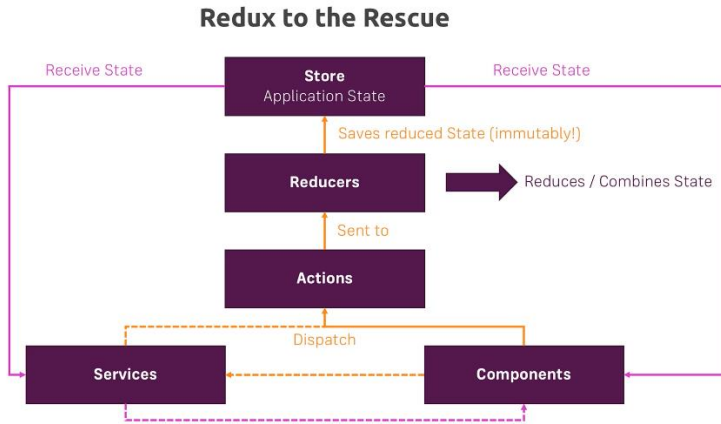 Redux to the Rescue
Receive State
Store
Application State
Receive State
Saves reduced State (immutably!)
Reducers
Reduces / Combines State
Sent to
Actions
Dispatch
Services
Components